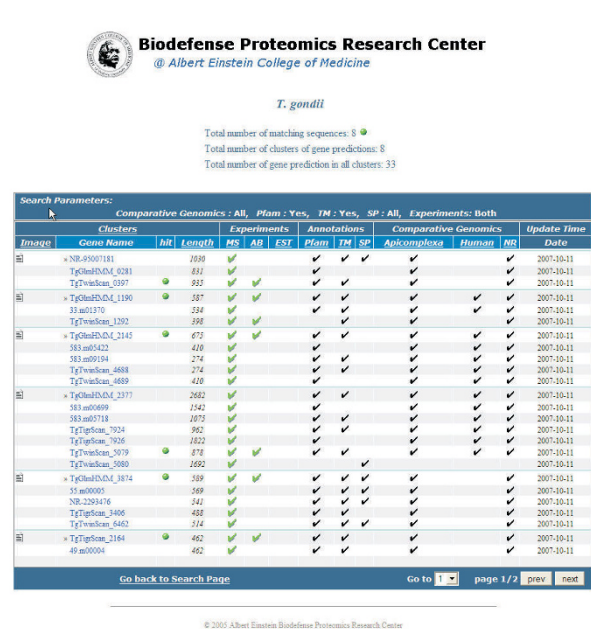 Biodefense Proteomics Research Center
@ Albert Einstein College of Medicine
T. gondii
Total number of matching sequences: 8
Total number of clusters of gene predictions: 8
Total number of gene prediction in all clusters: 33
Search Parameters:
Comparative Genomics : All, Pfam : Yes, TM : Yes, SP : All, Experiments: Both
Clusters Experiments Annotations Comparative Genomics Update Time
Image Gene Name hit Length MS AB EST Pfam TM SP Apicomplexa Human NR Date
» NR-95007181 1030 ✔ ✔ ✔ ✔ ✔ ✔ 2007-10-11
TgGlmHMM_0281 831 ✔ ✔ ✔ ✔ 2007-10-11
TgTwinScan_0397 935 ✔ ✔ ✔ ✔ ✔ ✔ 2007-10-11
» TgGlmHMM_1190 587 ✔ ✔ ✔ ✔ ✔ ✔ ✔ 2007-10-11
33.m01370 534 ✔ ✔ ✔ ✔ ✔ ✔ 2007-10-11
TgTwinScan_1292 398 ✔ ✔ ✔ ✔ ✔ ✔ 2007-10-11
» TgGlmHMM_2145 675 ✔ ✔ ✔ ✔ ✔ ✔ ✔ 2007-10-11
583.m05422 410 ✔ ✔ ✔ ✔ ✔ 2007-10-11
583.m09194 274 ✔ ✔ ✔ ✔ ✔ ✔ 2007-10-11
TgTwinScan_4688 274 ✔ ✔ ✔ ✔ ✔ ✔ 2007-10-11
TgTwinScan_4689 410 ✔ ✔ ✔ ✔ ✔ 2007-10-11
» TgGlmHMM_2377 2682 ✔ ✔ ✔ ✔ ✔ ✔ 2007-10-11
583.m00699 1542 ✔ ✔ ✔ ✔ ✔ 2007-10-11
583.m05718 1075 ✔ ✔ ✔ ✔ ✔ ✔ 2007-10-11
TgTigrScan_7924 962 ✔ ✔ ✔ ✔ ✔ ✔ 2007-10-11
TgTigrScan_7926 1822 ✔ ✔ ✔ ✔ ✔ 2007-10-11
TgTwinScan_5079 878 ✔ ✔ ✔ ✔ ✔ ✔ ✔ 2007-10-11
TgTwinScan_5080 1692 ✔ ✔ 2007-10-11
» TgGlmHMM_3874 589 ✔ ✔ ✔ ✔ ✔ ✔ ✔ 2007-10-11
55.m00005 569 ✔ ✔ ✔ ✔ ✔ ✔ 2007-10-11
NR-2293476 541 ✔ ✔ ✔ ✔ ✔ ✔ 2007-10-11
TgTigrScan_3406 488 ✔ ✔ ✔ ✔ ✔ 2007-10-11
TgTwinScan_6462 514 ✔ ✔ ✔ ✔ ✔ ✔ 2007-10-11
» TgTigrScan_2164 462 ✔ ✔ ✔ ✔ ✔ ✔ 2007-10-11
49.m00004 462 ✔ ✔ ✔ ✔ ✔ 2007-10-11
Go back to Search Page Go to 1 page 1/2 prev next
© 2005 Albert Einstein Biodefense Proteomics Research Center